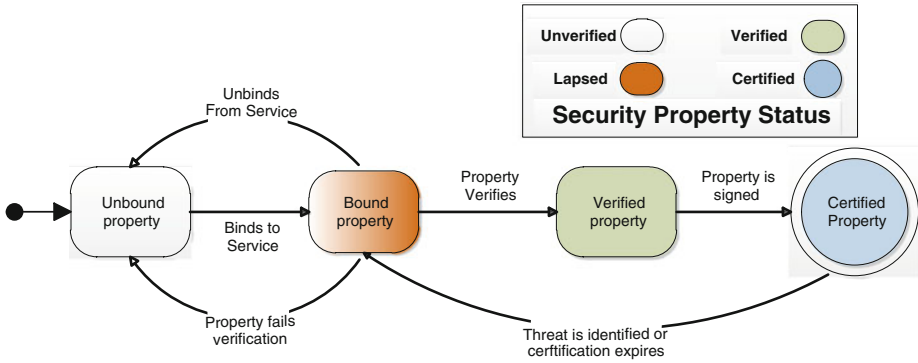 Unverified
Verified
Lapsed
Certified
Security Property Status
Unbinds
From Service
Unbound
property
Binds to
Service
Bound
property
Property
Verifies
Verified
property
Property is
signed
Certified
Property
Property fails
verification
Threat is identified or
cerftification expires